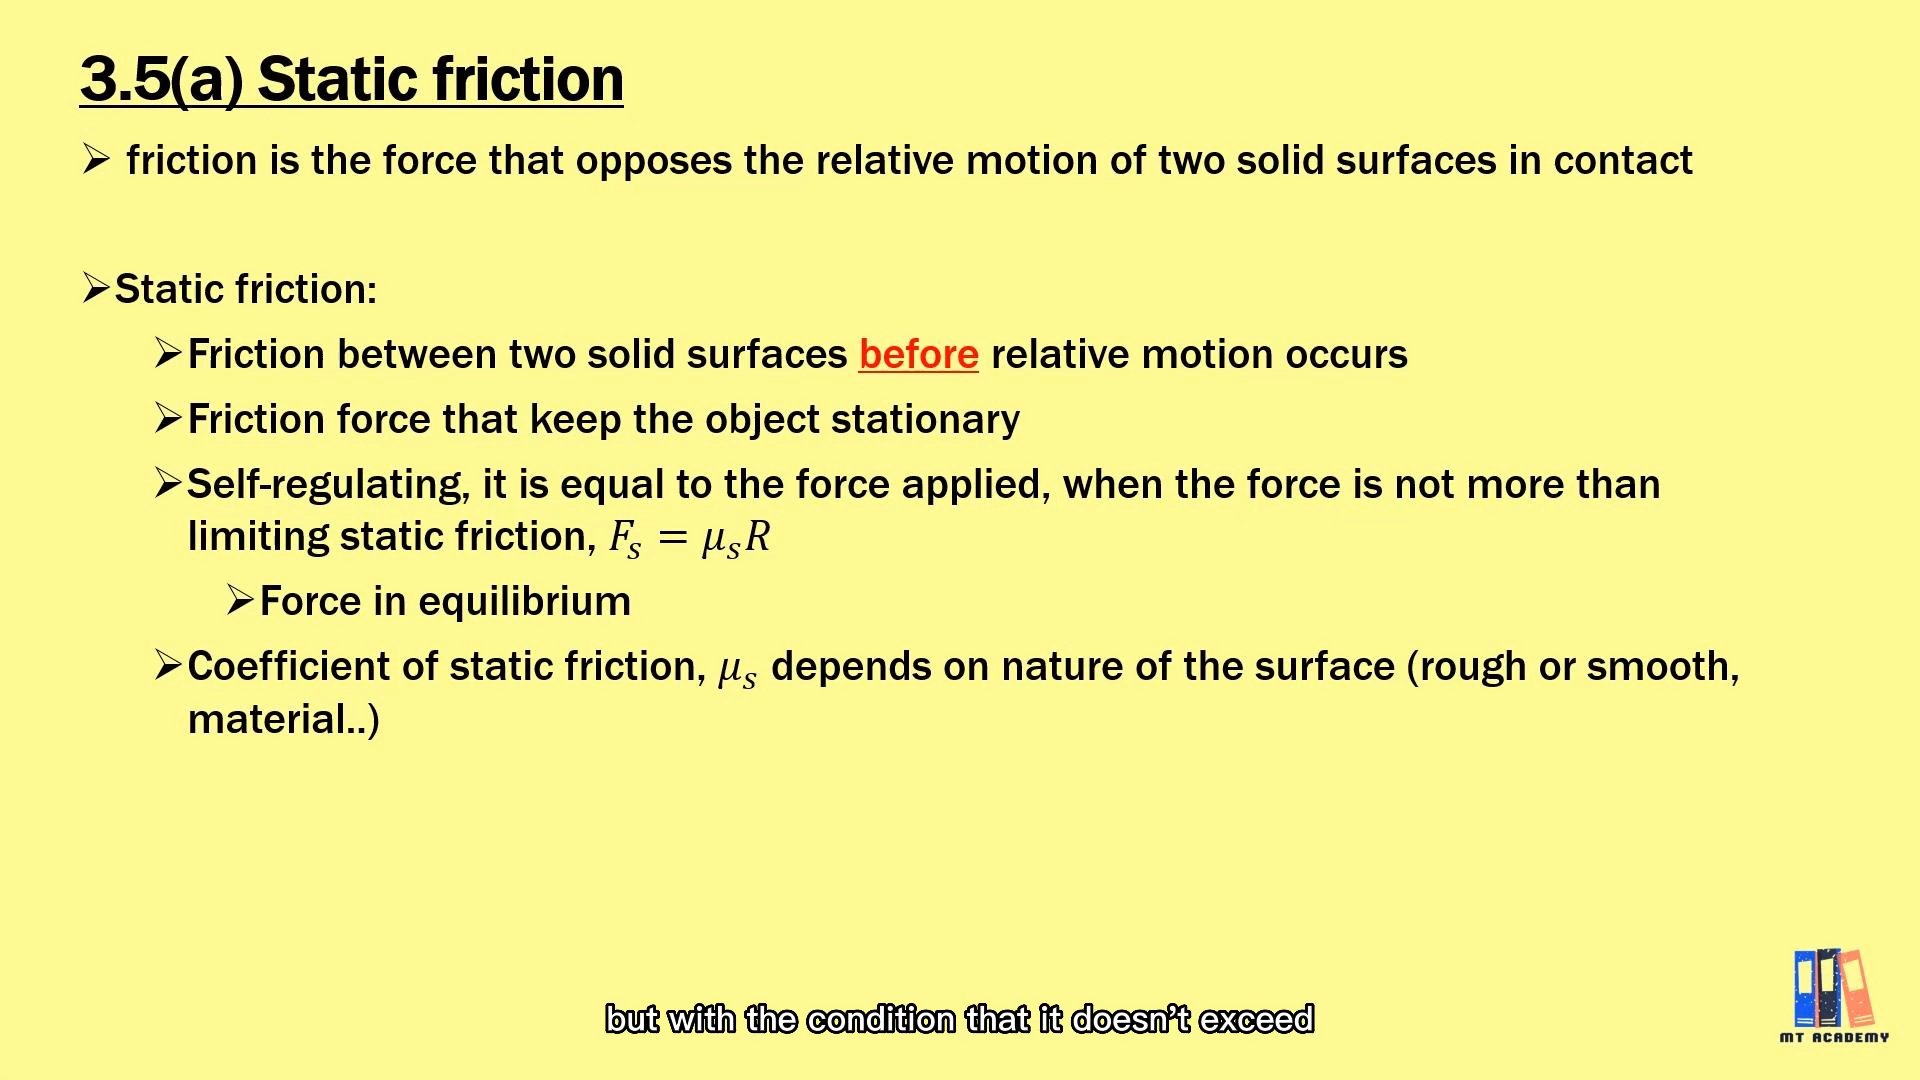 3.5(a) Static friction
➢ friction is the force that opposes the relative motion of two solid surfaces in contact
➢Static friction:
➢Friction between two solid surfaces before relative motion occurs
➢Friction force that keep the object stationary
➢Self-regulating, it is equal to the force applied, when the force is not more than
limiting static friction, 𝐹ₛ = 𝜇ₛ𝑅
➢Force in equilibrium
➢Coefficient of static friction, 𝜇ₛ depends on nature of the surface (rough or smooth,
material..)
but with the condition that it doesn't exceed
MT ACADEMY